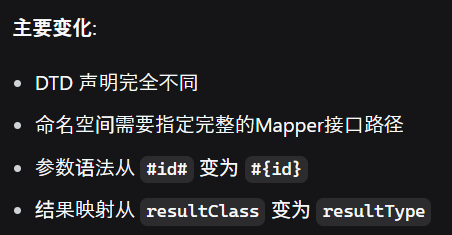 主要变化:
DTD 声明完全不同
命名空间需要指定完整的Mapper接口路径
参数语法从 #id# 变为 #{id}
结果映射从 resultClass 变为 resultType